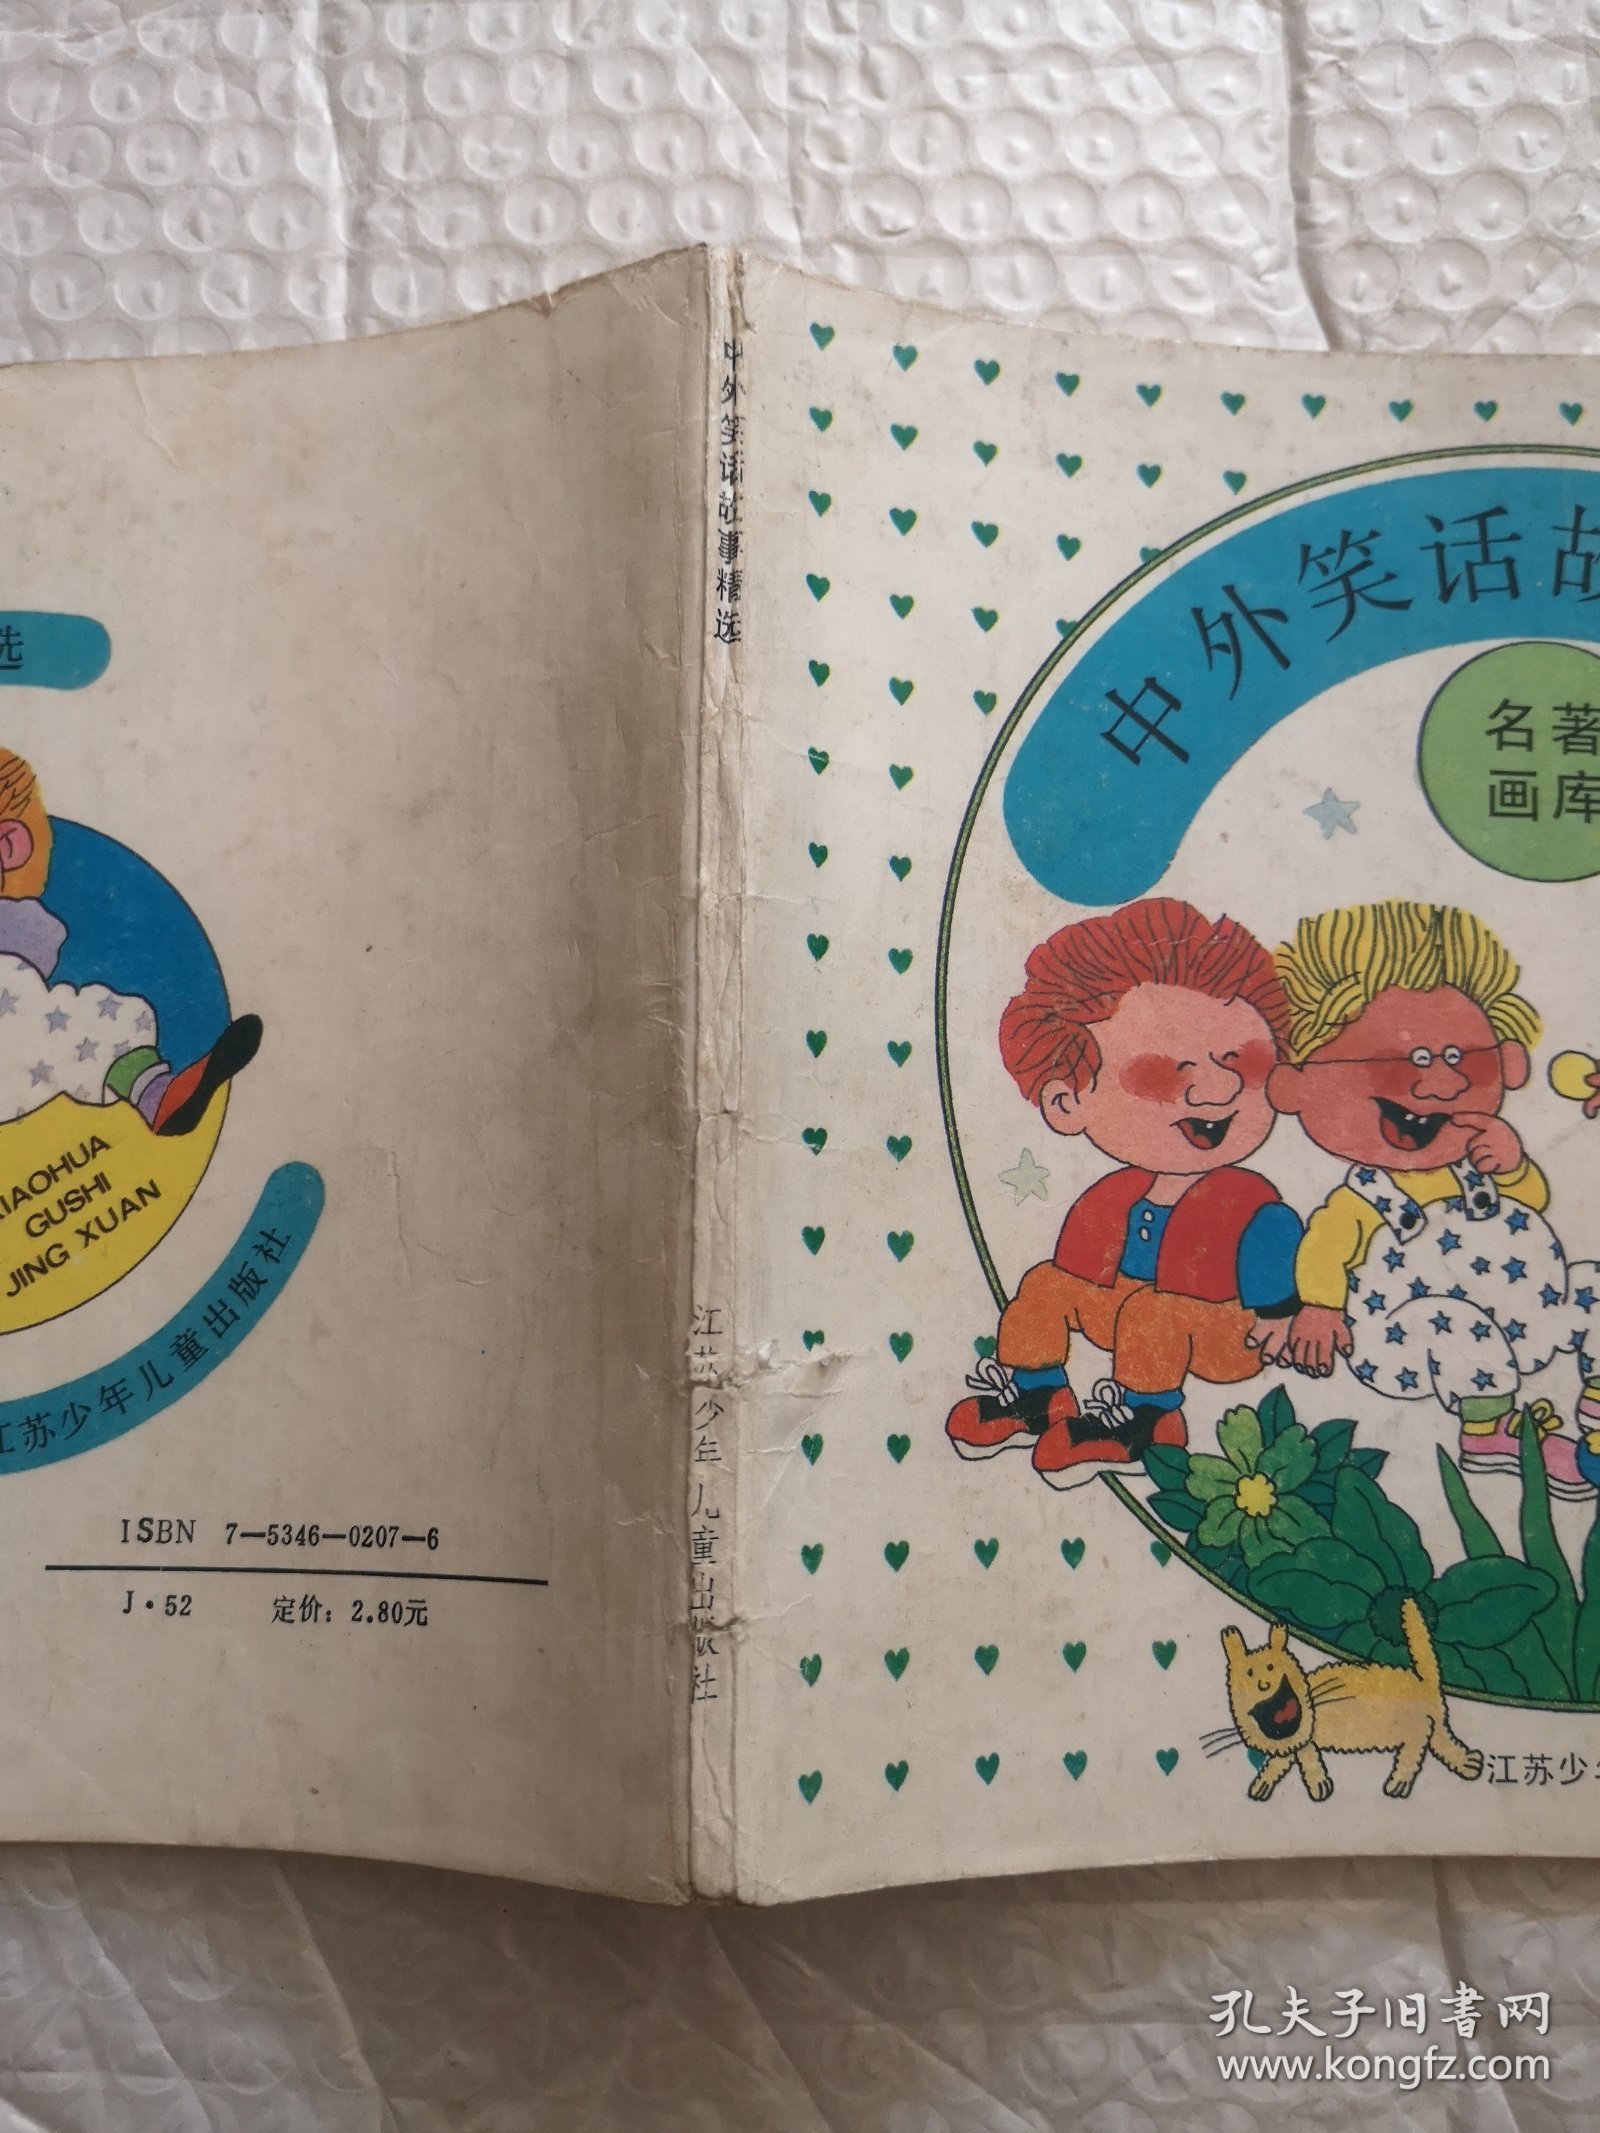 选
XIAOHUA
GUSHI
JING XUAN
江苏少年儿童出版社
ISBN 7—5346—0207—6
J·52 定价：2.80元
中外笑话故事精选
江苏少年儿童出版社
中外笑话故
名著
画库
江苏少年
孔夫子旧书网
www.kongfz.com